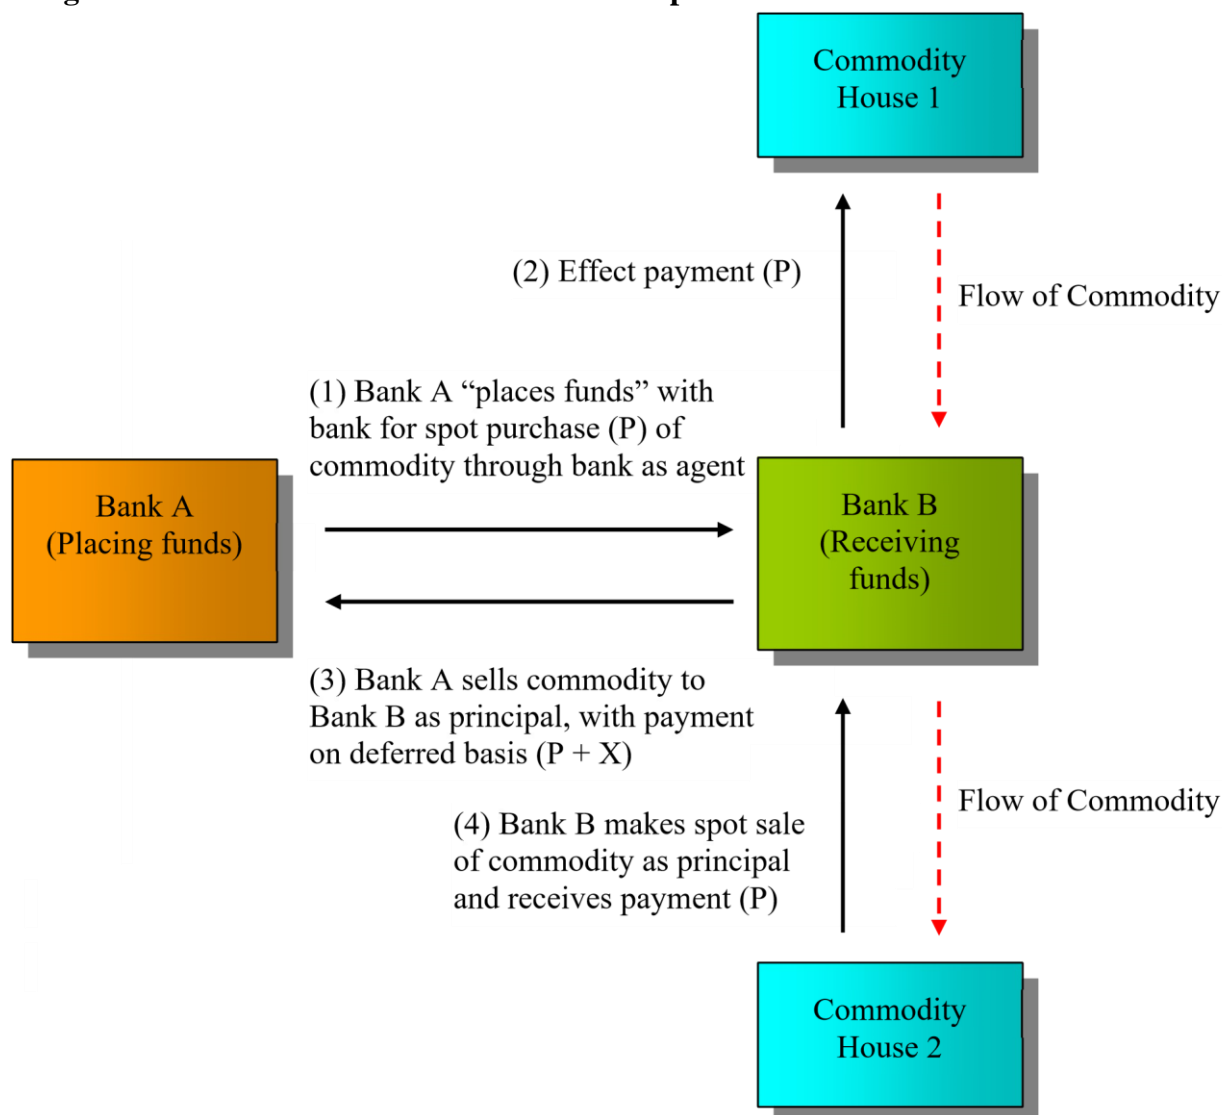 Commodity
House 1
(2) Effect payment (P)
Flow of Commodity
(1) Bank A “places funds” with
bank for spot purchase (P) of
commodity through bank as agent
Bank A
(Placing funds)
Bank B
(Receiving
funds)
(3) Bank A sells commodity to
Bank B as principal, with payment
on deferred basis (P + X)
Flow of Commodity
(4) Bank B makes spot sale
of commodity as principal
and receives payment (P)
Commodity
House 2